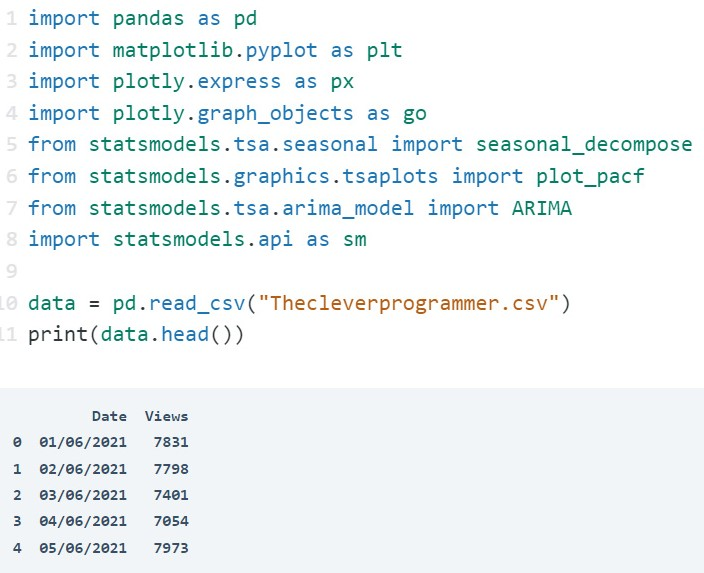 1 import pandas as pd
2 import matplotlib.pyplot as plt
3 import plotly.express as px
4 import plotly.graph_objects as go
5 from statsmodels.tsa.seasonal import seasonal_decompose
6 from statsmodels.graphics.tsaplots import plot_pacf
7 from statsmodels.tsa.arima_model import ARIMA
8 import statsmodels.api as sm
9
10 data = pd.read_csv("Thecleverprogrammer.csv")
11 print(data.head())
Date Views
0 01/06/2021 7831
1 02/06/2021 7798
2 03/06/2021 7401
3 04/06/2021 7054
4 05/06/2021 7973